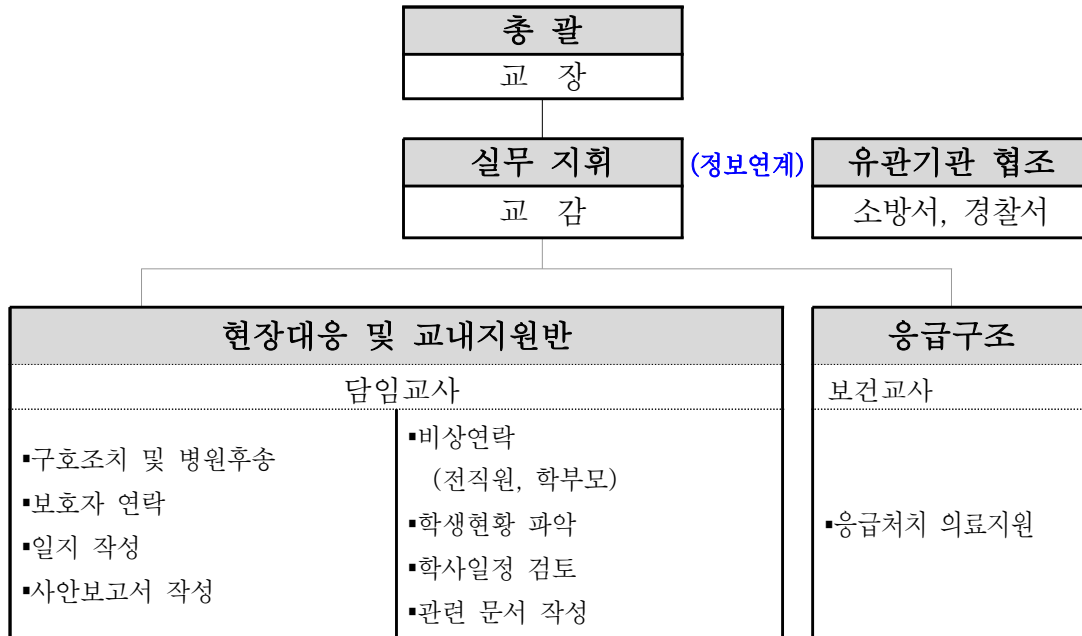 총 괄
교 장
실무 지휘
(정보연계)
유관기관 협조
교 감
소방서, 경찰서
현장대응 및 교내지원반
담임교사
▪구호조치 및 병원후송
▪보호자 연락
▪일지 작성
▪사안보고서 작성
▪비상연락
(전직원, 학부모)
▪학생현황 파악
▪학사일정 검토
▪관련 문서 작성
응급구조
보건교사
▪응급처치 의료지원